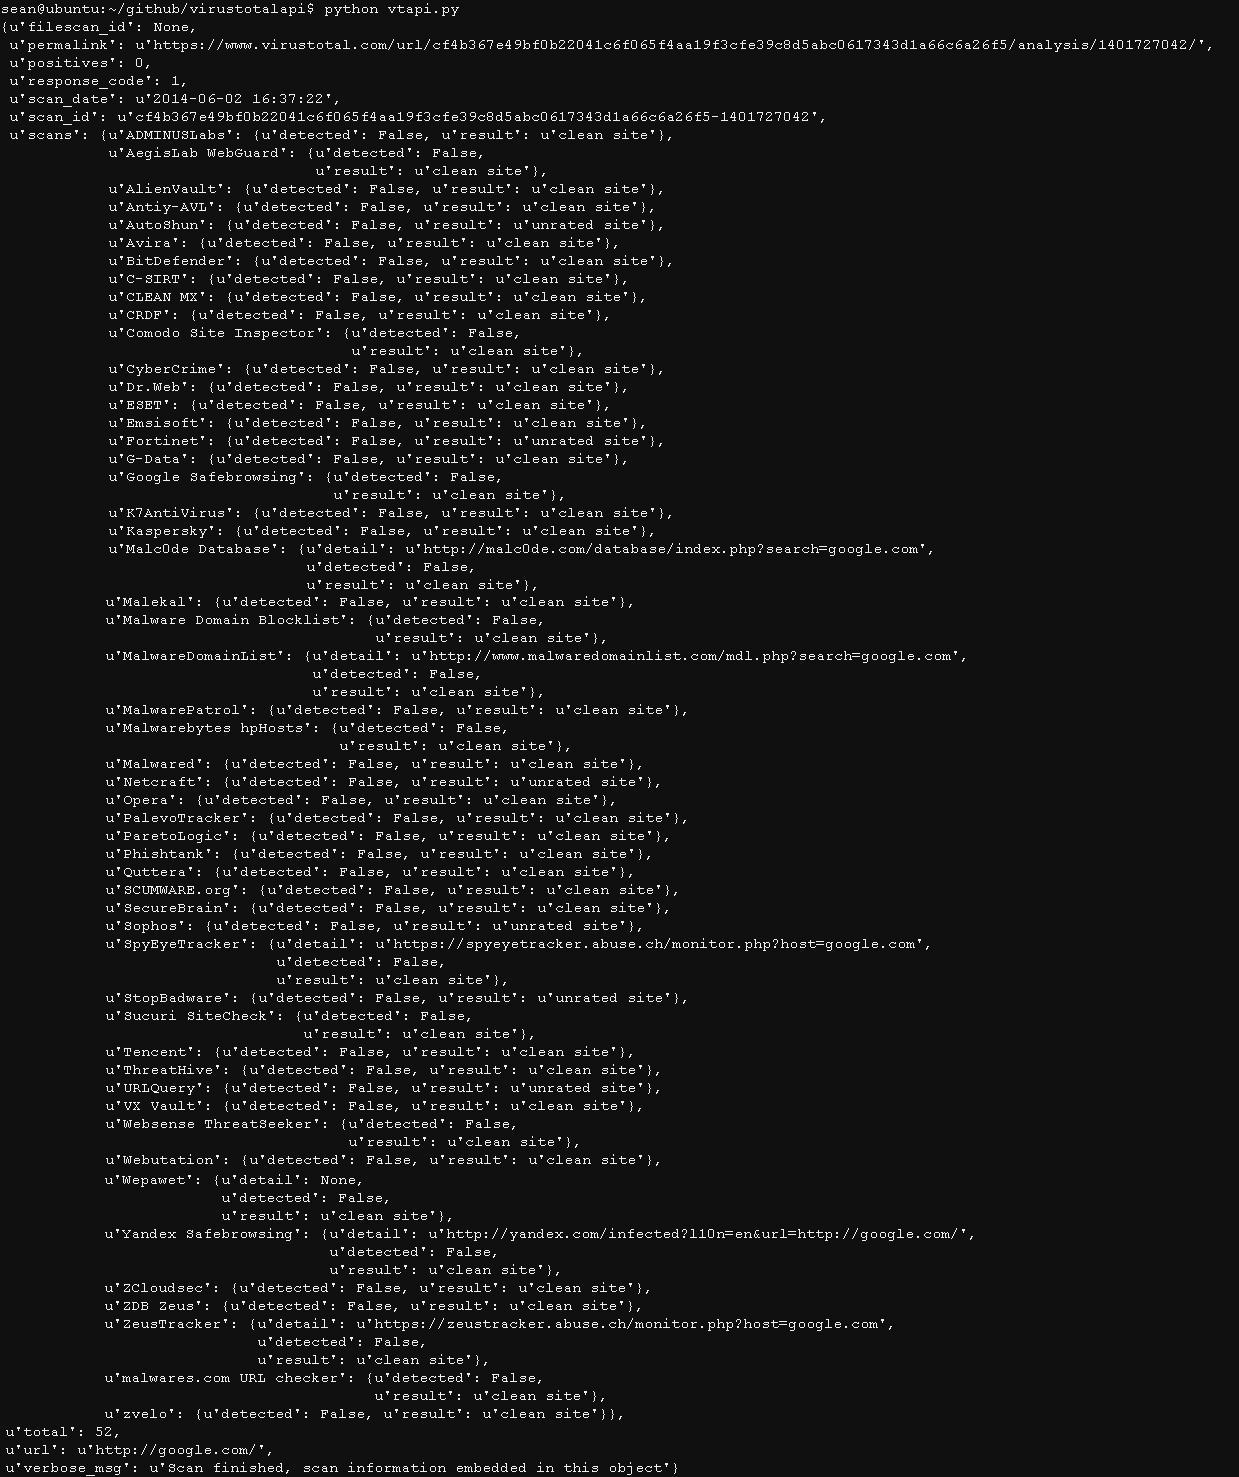 sean@ubuntu:~/github/virustotalapi$ python vtapi.py
{u'filescan_id': None,
u'permalink': u'https://www.virustotal.com/url/cf4b367e49bf0b22041c6f065f4aa19f3cfe39c8d5abc0617343d1a66c6a26f5/analysis/1401727042/',
u'positives': 0,
u'response_code': 1,
u'scan_date': u'2014-06-02 16:37:22',
u'scan_id': u'cf4b367e49bf0b22041c6f065f4aa19f3cfe39c8d5abc0617343d1a66c6a26f5-1401727042',
u'scans': {u'ADMINUSLabs': {u'detected': False, u'result': u'clean site'},
u'AegisLab WebGuard': {u'detected': False,
u'result': u'clean site'},
u'AlienVault': {u'detected': False, u'result': u'clean site'},
u'Antiy-AVL': {u'detected': False, u'result': u'clean site'},
u'AutoShun': {u'detected': False, u'result': u'unrated site'},
u'Avira': {u'detected': False, u'result': u'clean site'},
u'BitDefender': {u'detected': False, u'result': u'clean site'},
u'C-SIRT': {u'detected': False, u'result': u'clean site'},
u'CLEAN MX': {u'detected': False, u'result': u'clean site'},
u'CRDF': {u'detected': False, u'result': u'clean site'},
u'Comodo Site Inspector': {u'detected': False,
u'result': u'clean site'},
u'CyberCrime': {u'detected': False, u'result': u'clean site'},
u'Dr.Web': {u'detected': False, u'result': u'clean site'},
u'ESET': {u'detected': False, u'result': u'clean site'},
u'Emsisoft': {u'detected': False, u'result': u'clean site'},
u'Fortinet': {u'detected': False, u'result': u'unrated site'},
u'G-Data': {u'detected': False, u'result': u'clean site'},
u'Google Safebrowsing': {u'detected': False,
u'result': u'clean site'},
u'K7AntiVirus': {u'detected': False, u'result': u'clean site'},
u'Kaspersky': {u'detected': False, u'result': u'clean site'},
u'Malc0de Database': {u'detail': u'http://malc0de.com/database/index.php?search=google.com',
u'detected': False,
u'result': u'clean site'},
u'Malekal': {u'detected': False, u'result': u'clean site'},
u'Malware Domain Blocklist': {u'detected': False,
u'result': u'clean site'},
u'MalwareDomainList': {u'detail': u'http://www.malwaredomainlist.com/mdl.php?search=google.com',
u'detected': False,
u'result': u'clean site'},
u'MalwarePatrol': {u'detected': False, u'result': u'clean site'},
u'Malwarebytes hpHosts': {u'detected': False,
u'result': u'clean site'},
u'Malwared': {u'detected': False, u'result': u'clean site'},
u'Netcraft': {u'detected': False, u'result': u'unrated site'},
u'Opera': {u'detected': False, u'result': u'clean site'},
u'PalevoTracker': {u'detected': False, u'result': u'clean site'},
u'ParetoLogic': {u'detected': False, u'result': u'clean site'},
u'Phishtank': {u'detected': False, u'result': u'clean site'},
u'Quttera': {u'detected': False, u'result': u'clean site'},
u'SCUMWARE.org': {u'detected': False, u'result': u'clean site'},
u'SecureBrain': {u'detected': False, u'result': u'clean site'},
u'Sophos': {u'detected': False, u'result': u'unrated site'},
u'SpyEyeTracker': {u'detail': u'https://spyeyetracker.abuse.ch/monitor.php?host=google.com',
u'detected': False,
u'result': u'clean site'},
u'StopBadware': {u'detected': False, u'result': u'unrated site'},
u'Sucuri SiteCheck': {u'detected': False,
u'result': u'clean site'},
u'Tencent': {u'detected': False, u'result': u'clean site'},
u'ThreatHive': {u'detected': False, u'result': u'clean site'},
u'URLQuery': {u'detected': False, u'result': u'unrated site'},
u'VX Vault': {u'detected': False, u'result': u'clean site'},
u'Websense ThreatSeeker': {u'detected': False,
u'result': u'clean site'},
u'Webutation': {u'detected': False, u'result': u'clean site'},
u'Wepawet': {u'detail': None,
u'detected': False,
u'result': u'clean site'},
u'Yandex Safebrowsing': {u'detail': u'http://yandex.com/infected?l10n=en&url=http://google.com/',
u'detected': False,
u'result': u'clean site'},
u'ZCloudsec': {u'detected': False, u'result': u'clean site'},
u'ZDB Zeus': {u'detected': False, u'result': u'clean site'},
u'ZeusTracker': {u'detail': u'https://zeustracker.abuse.ch/monitor.php?host=google.com',
u'detected': False,
u'result': u'clean site'},
u'malwares.com URL checker': {u'detected': False,
u'result': u'clean site'},
u'zvelo': {u'detected': False, u'result': u'clean site'}},
u'total': 52,
u'url': u'http://google.com/',
u'verbose_msg': u'Scan finished, scan information embedded in this object'}